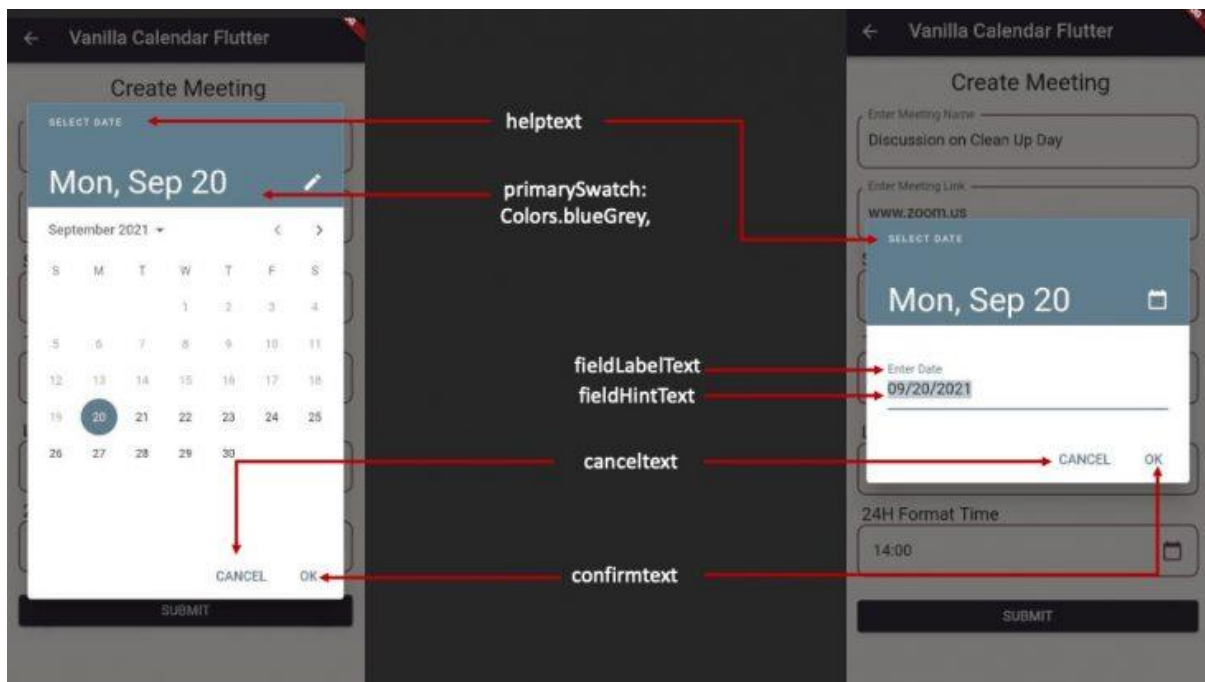 Vanilla Calendar Flutter
Create Meeting
SELECT DATE
Mon, Sep 20
September 2021
S M T W T F S
1 2 3 4
5 6 7 8 9 10 11
12 13 14 15 16 17 18
19 20 21 22 23 24 25
26 27 28 29 30
CANCEL OK
SUBMIT
helptext
primarySwatch:
Colors.blueGrey,
fieldLabelText
fieldHintText
canceltext
confirmtext
Vanilla Calendar Flutter
Create Meeting
Enter Meeting Name
Discussion on Clean Up Day
Enter Meeting Link
www.zoom.us
SELECT DATE
Mon, Sep 20
Enter Date
09/20/2021
CANCEL OK
24H Format Time
14:00
SUBMIT